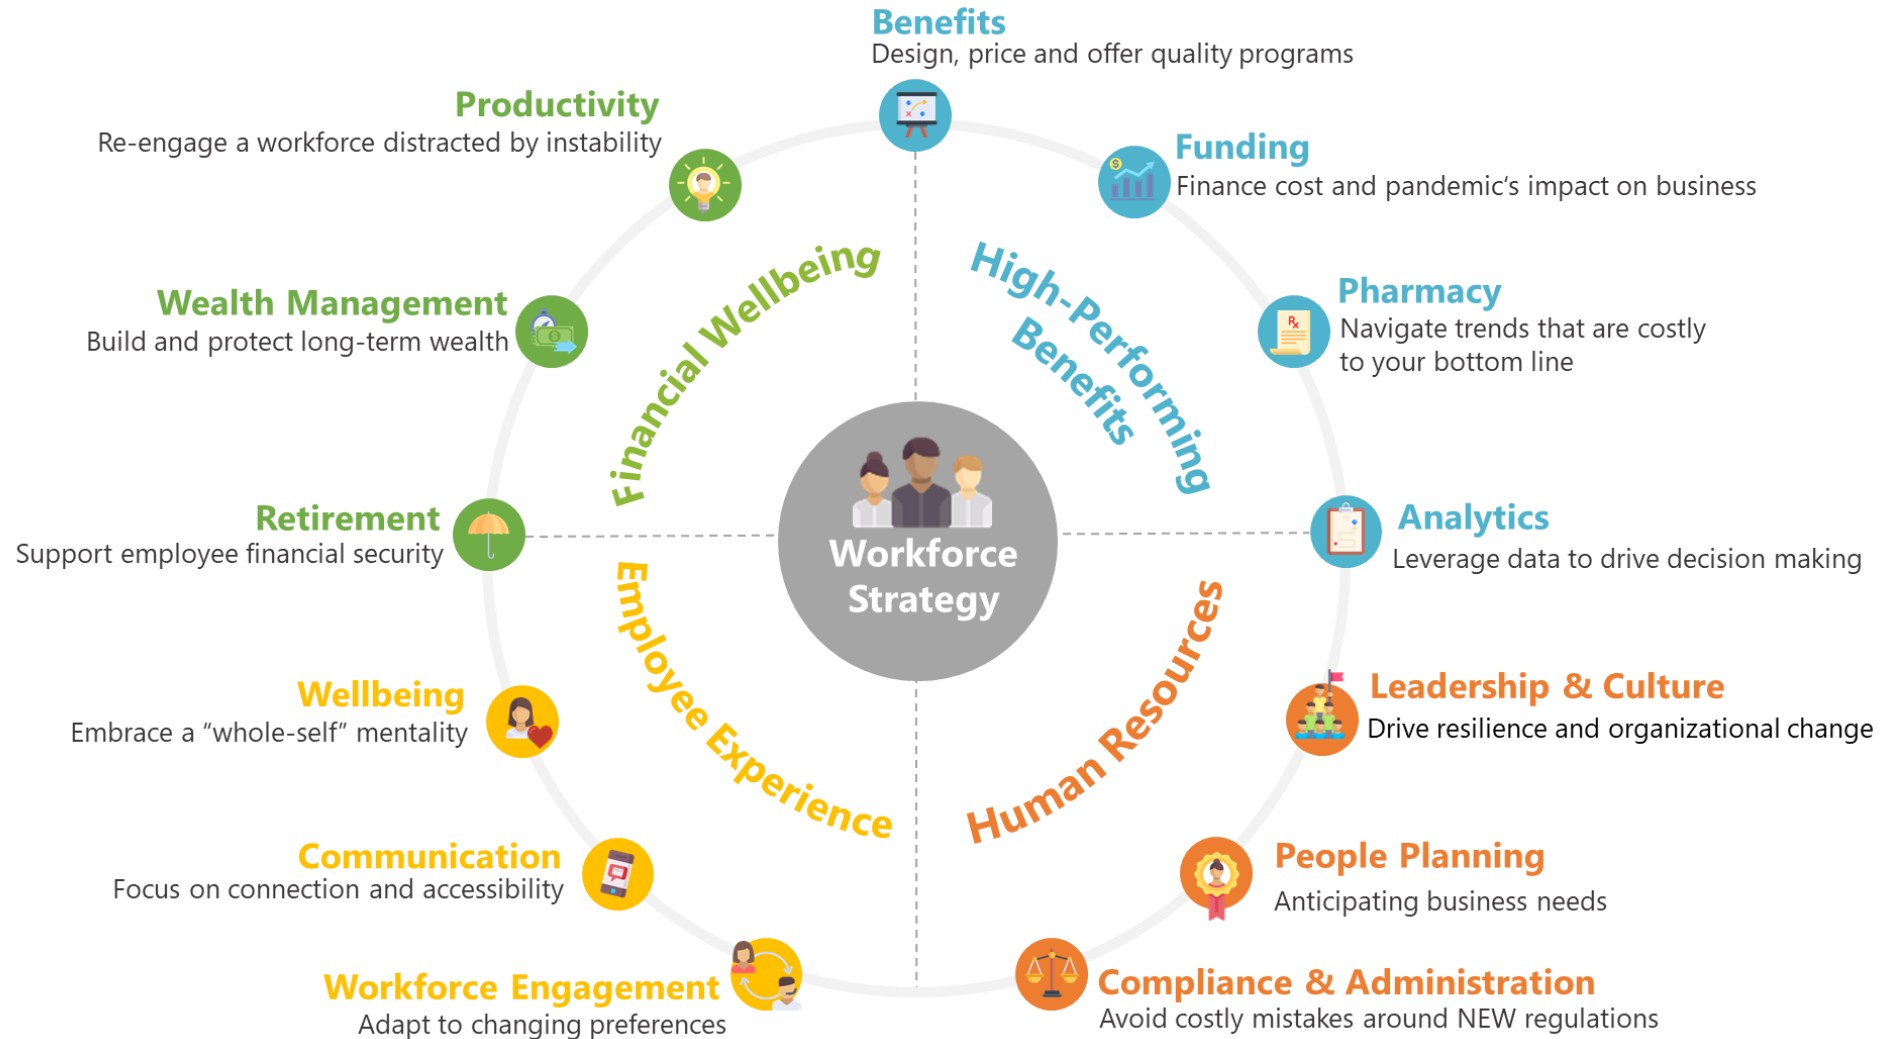 Benefits
Design, price and offer quality programs
Productivity
Re-engage a workforce distracted by instability
Funding
Finance cost and pandemic‘s impact on business
Wealth Management
Build and protect long-term wealth
Pharmacy
Navigate trends that are costly
to your bottom line
Financial Wellbeing
High-Performing
Benefits
Retirement
Support employee financial security
Workforce
Strategy
Analytics
Leverage data to drive decision making
Employee Experience
Human Resources
Wellbeing
Embrace a “whole-self” mentality
Leadership & Culture
Drive resilience and organizational change
Communication
Focus on connection and accessibility
People Planning
Anticipating business needs
Workforce Engagement
Adapt to changing preferences
Compliance & Administration
Avoid costly mistakes around NEW regulations
$
Rx
$